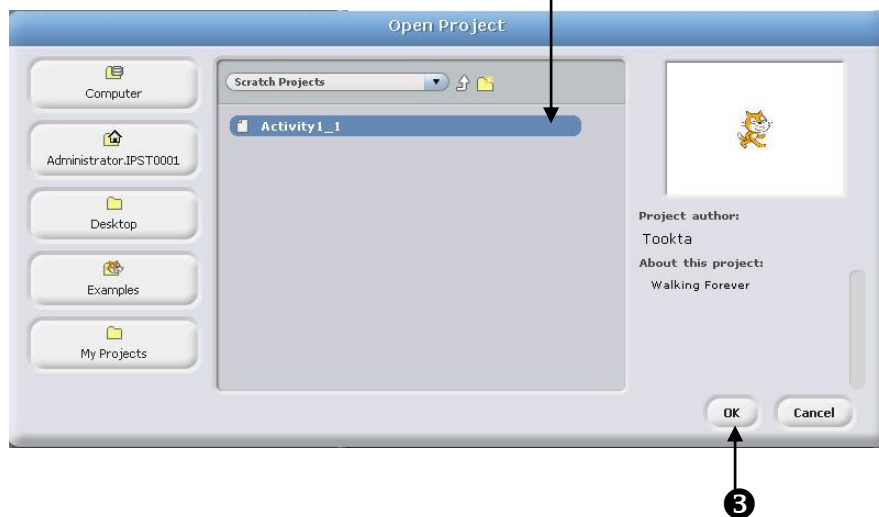 Open Project
Computer
Administrator.IPST0001
Desktop
Examples
My Projects
Scratch Projects
Activity1_1
Project author:
Tookta
About this project:
Walking Forever
OK
Cancel
❸